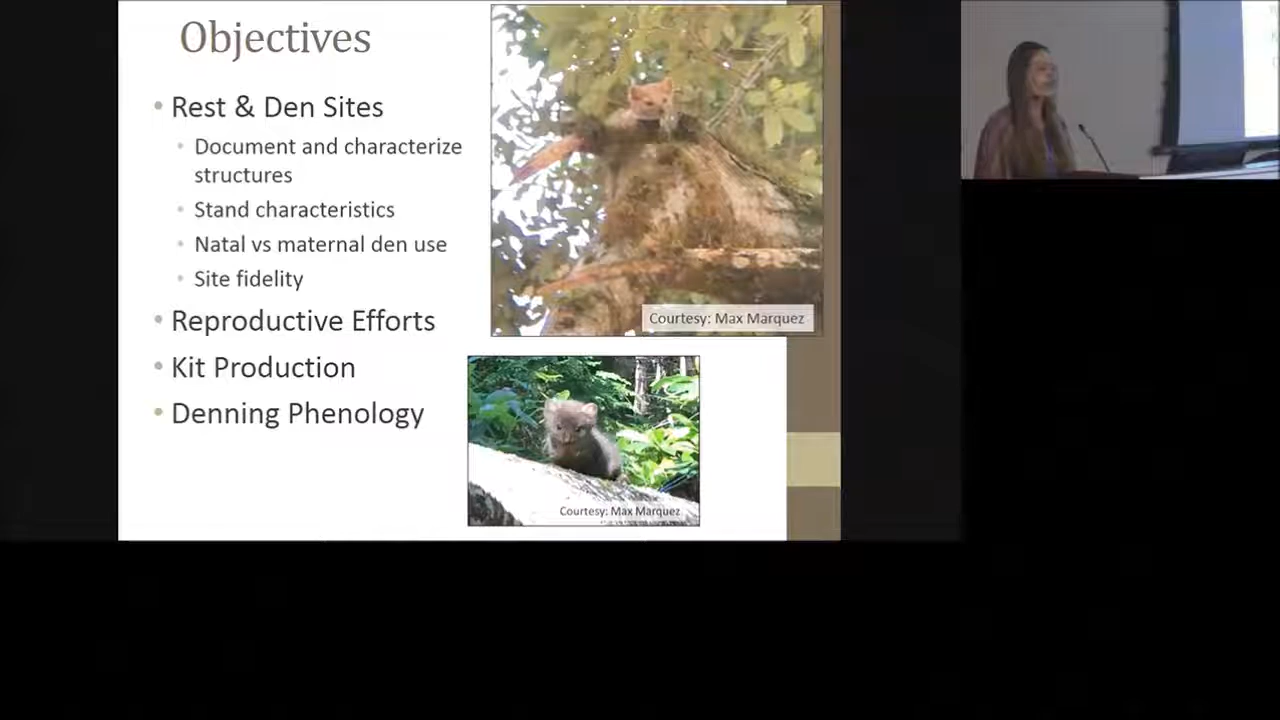 Objectives
Rest & Den Sites
Document and characterize
structures
Stand characteristics
Natal vs maternal den use
Site fidelity
Reproductive Efforts
Kit Production
Denning Phenology
Courtesy: Max Marquez
Courtesy: Max Marquez